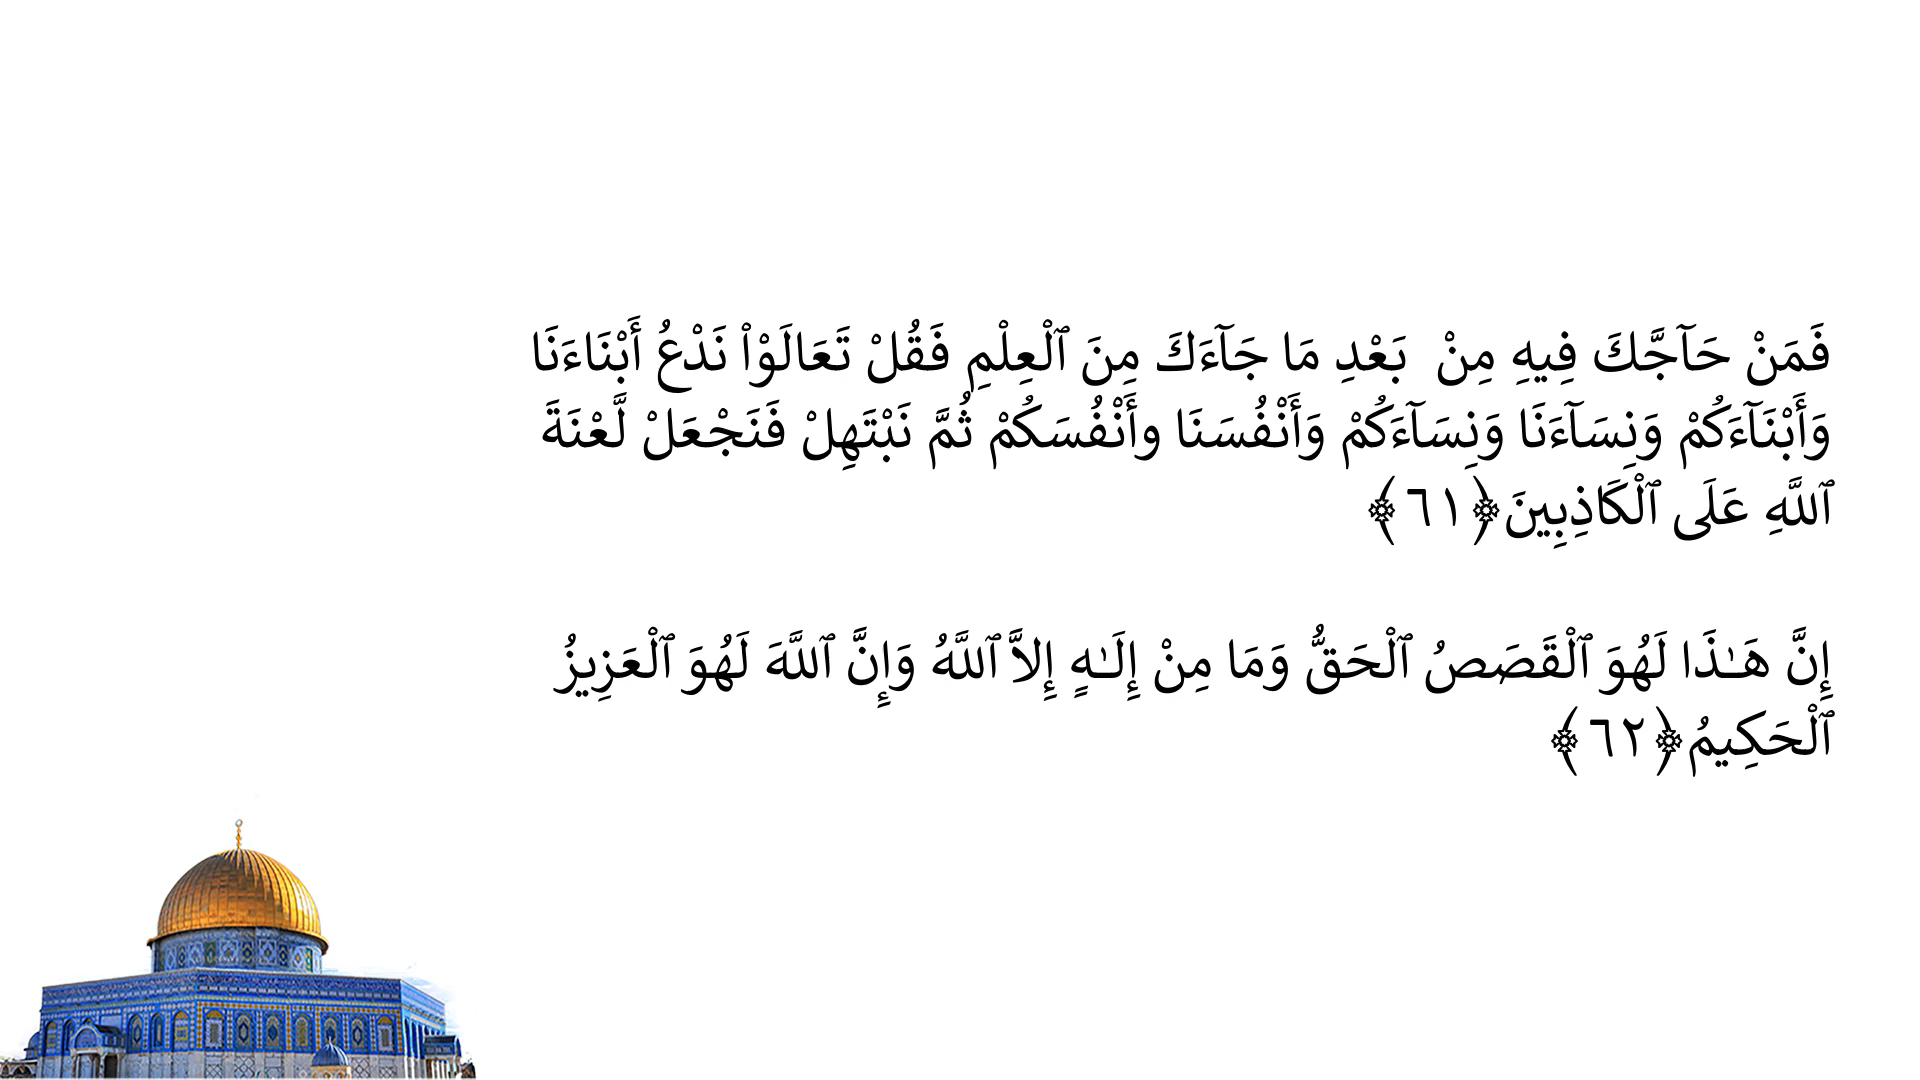 فَمَنْ حَآجَّكَ فِيهِ مِنْ  بَعْدِ مَا جَآءَكَ مِنَ ٱلْعِلْمِ فَقُلْ تَعَالَوْاْ نَدْعُ أَبْنَاءَنَا
وَأَبْنَآءَكُمْ وَنِسَآءَنَا وَنِسَآءَكُمْ وَأَنْفُسَنَا وأَنْفُسَكُمْ ثُمَّ نَبْتَهِلْ فَنَجْعَلْ لَّعْنَةَ
ٱللَّهِ عَلَى ٱلْكَاذِبِينَ﴿٦١﴾
إِنَّ هَـٰذَا لَهُوَ ٱلْقَصَصُ ٱلْحَقُّ وَمَا مِنْ إِلَـٰهٍ إِلاَّ ٱللَّهُ وَإِنَّ ٱللَّهَ لَهُوَ ٱلْعَزِيزُ
ٱلْحَكِيمُ﴿٦٢﴾